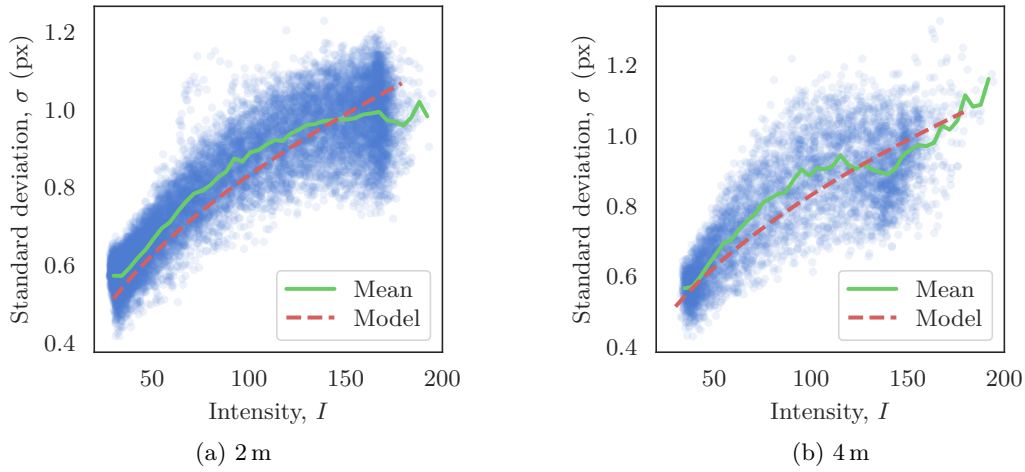 Standard deviation, σ (px)
1.2
1.0
0.8
0.6
0.4
Mean
Model
50 100 150 200
Intensity, I
(a) 2 m
Standard deviation, σ (px)
1.2
1.0
0.8
0.6
0.4
Mean
Model
50 100 150 200
Intensity, I
(b) 4 m